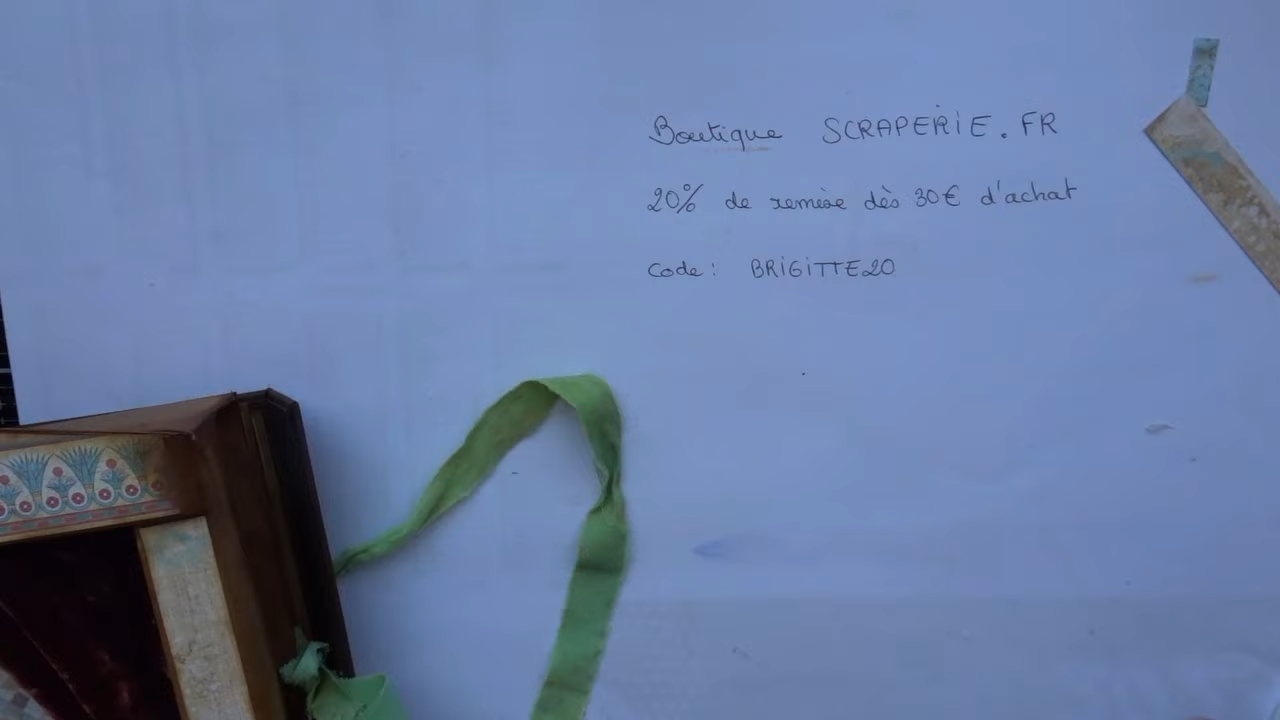 Boutique SCRAPERIE.FR
20% de remise dès 30€ d'achat
Code: BRIGITTE20